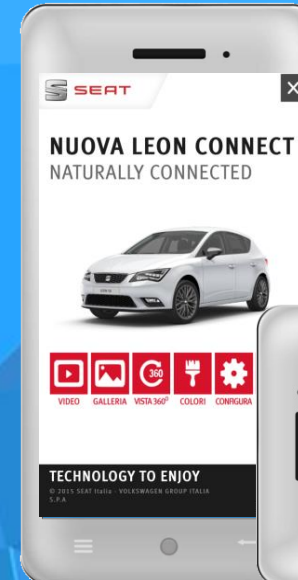 SEAT
NUOVA LEON CONNECT
NATURALLY CONNECTED
360
VIDEO GALLERIA VISTA 360° COLORI CONFIGURA
TECHNOLOGY TO ENJOY
© 2015 SEAT Italia - VOLKSWAGEN GROUP ITALIA
S.P.A